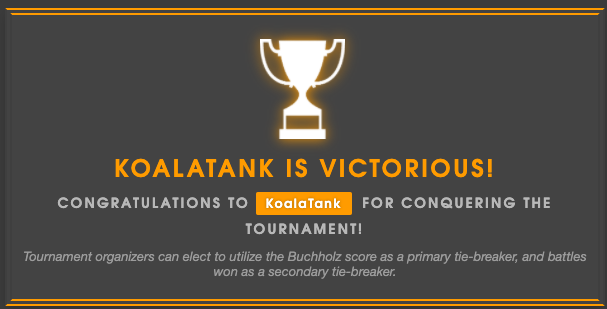 KOALATANK IS VICTORIOUS!
CONGRATULATIONS TO KoalaTank FOR CONQUERING THE
TOURNAMENT!
Tournament organizers can elect to utilize the Buchholz score as a primary tie-breaker, and battles
won as a secondary tie-breaker.